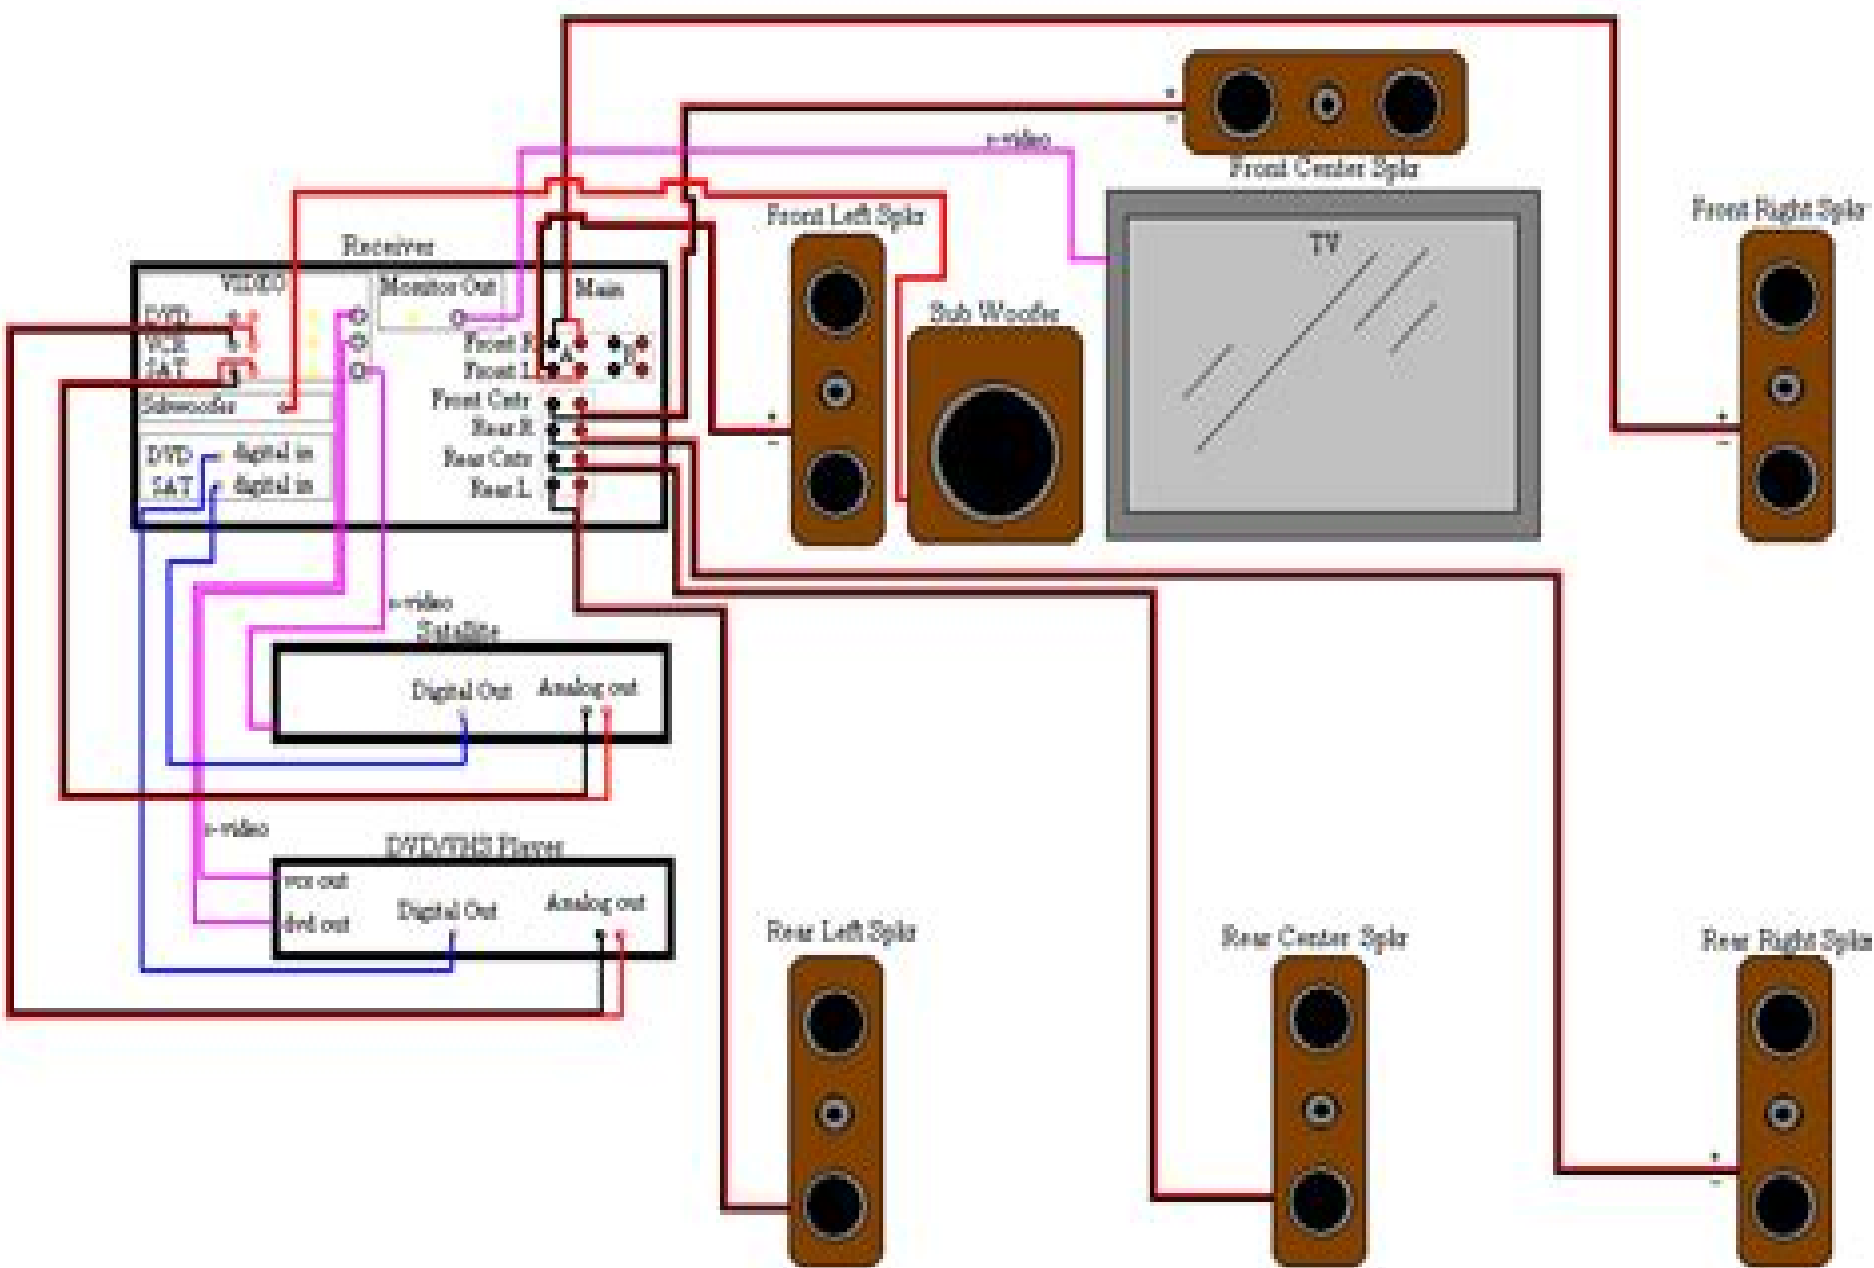 s-video
Front Center Spkr
Front Left Spkr
Front Right Spkr
TV
Receiver
VIDEO
Monitor Out
Main
Sub Woofer
DVD
VCR
SAT
Front R
A
B
Front L
Subwoofer
Front Cntr
Rear R
DVD digital in
Rear Cntr
SAT digital in
Rear L
s-video
Satallite
Digital Out
Analog out
s-video
DVD/VHS Player
vcr out
dvd out
Digital Out
Analog out
Rear Left Spkr
Rear Center Spkr
Rear Right Spkr